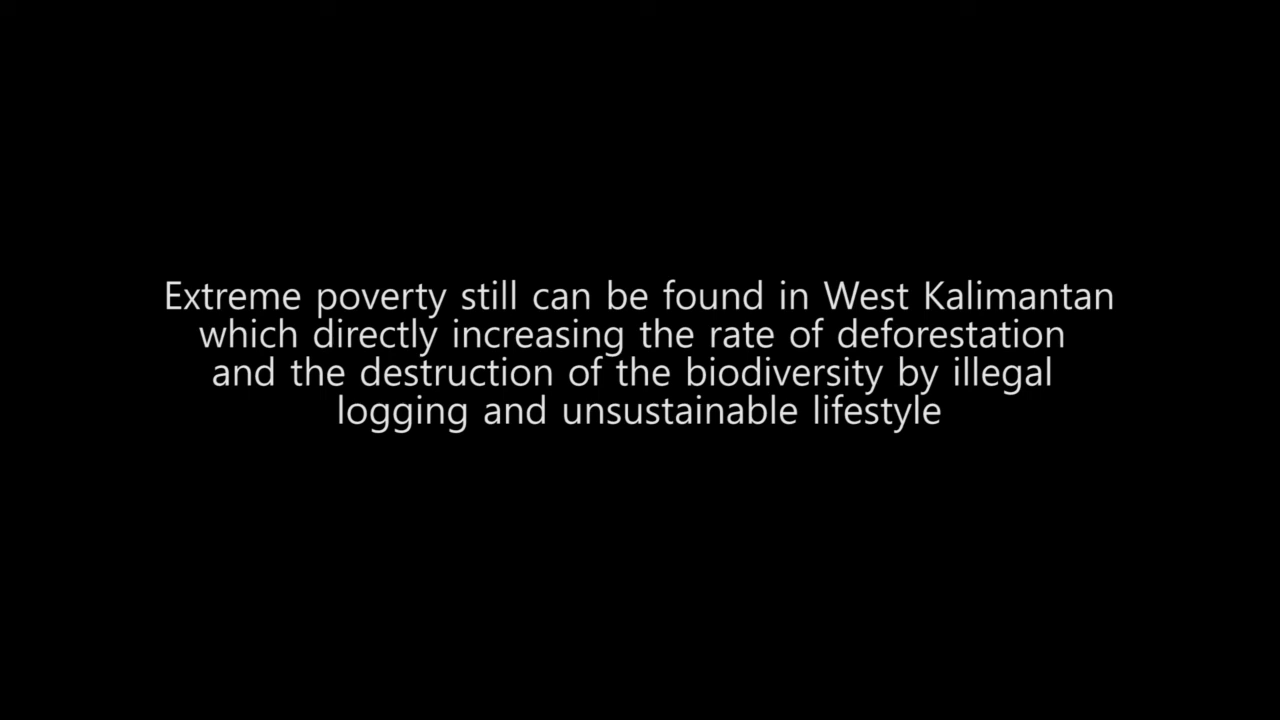 Extreme poverty still can be found in West Kalimantan
which directly increasing the rate of deforestation
and the destruction of the biodiversity by illegal
logging and unsustainable lifestyle